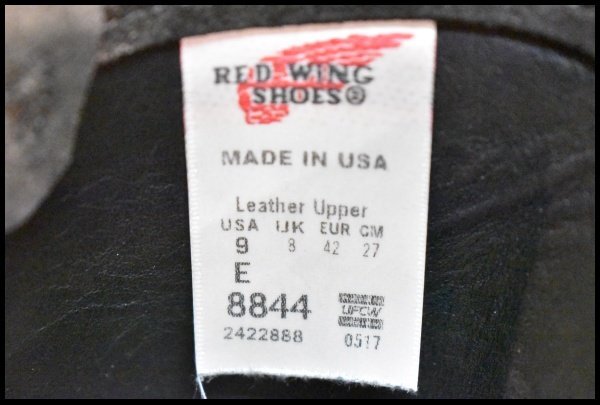 RED WING
SHOES®
MADE IN USA
Leather Upper
USA UK EUR CM
9 8 42 27
E
8844 UFCW
2422888 0517